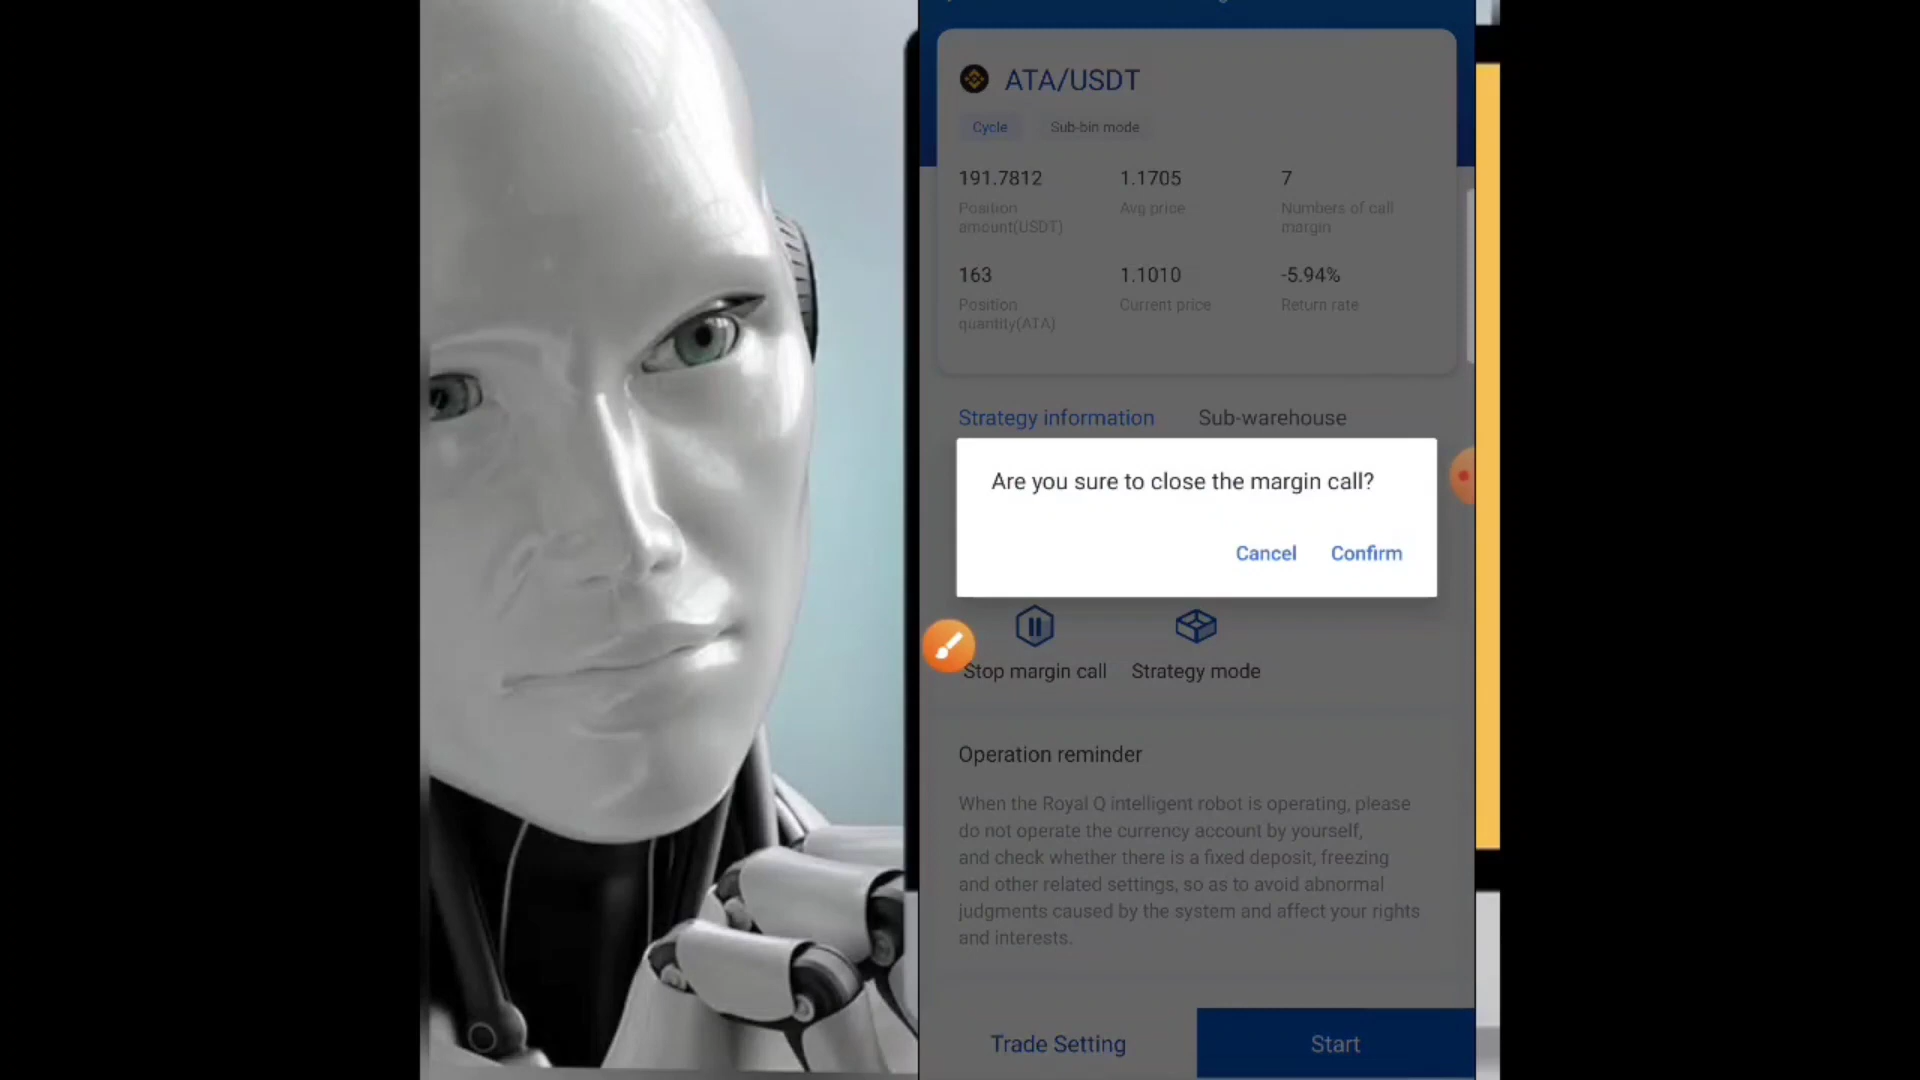 ATA/USDT
Cycle Sub-bin mode
191.7812 1.1705 7
Position amount(USDT) Avg price Numbers of call margin
163 1.1010 -5.94%
Position quantity(ATA) Current price Return rate
Strategy information Sub-warehouse
Are you sure to close the margin call?
Cancel Confirm
Stop margin call Strategy mode
Operation reminder
When the Royal Q intelligent robot is operating, please
do not operate the currency account by yourself,
and check whether there is a fixed deposit, freezing
and other related settings, so as to avoid abnormal
judgments caused by the system and affect your rights
and interests.
Trade Setting Start